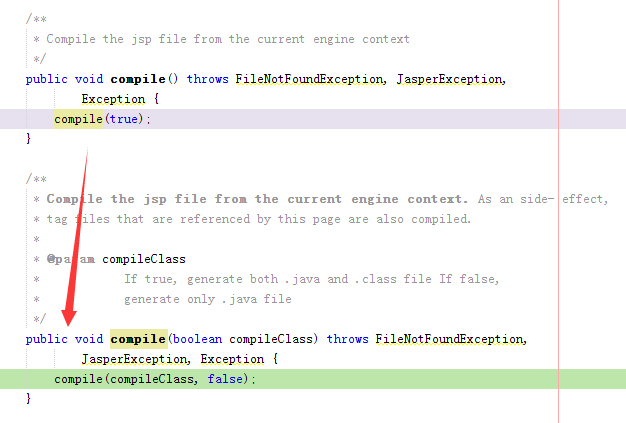 /**
 * Compile the jsp file from the current engine context
 */
public void compile() throws FileNotFoundException, JasperException,
        Exception {
    compile(true);
}
/**
 * Compile the jsp file from the current engine context. As an side- effect,
 * tag files that are referenced by this page are also compiled.
 *
 * @param compileClass
 *            If true, generate both .java and .class file If false,
 *            generate only .java file
 */
public void compile(boolean compileClass) throws FileNotFoundException,
        JasperException, Exception {
    compile(compileClass, false);
}